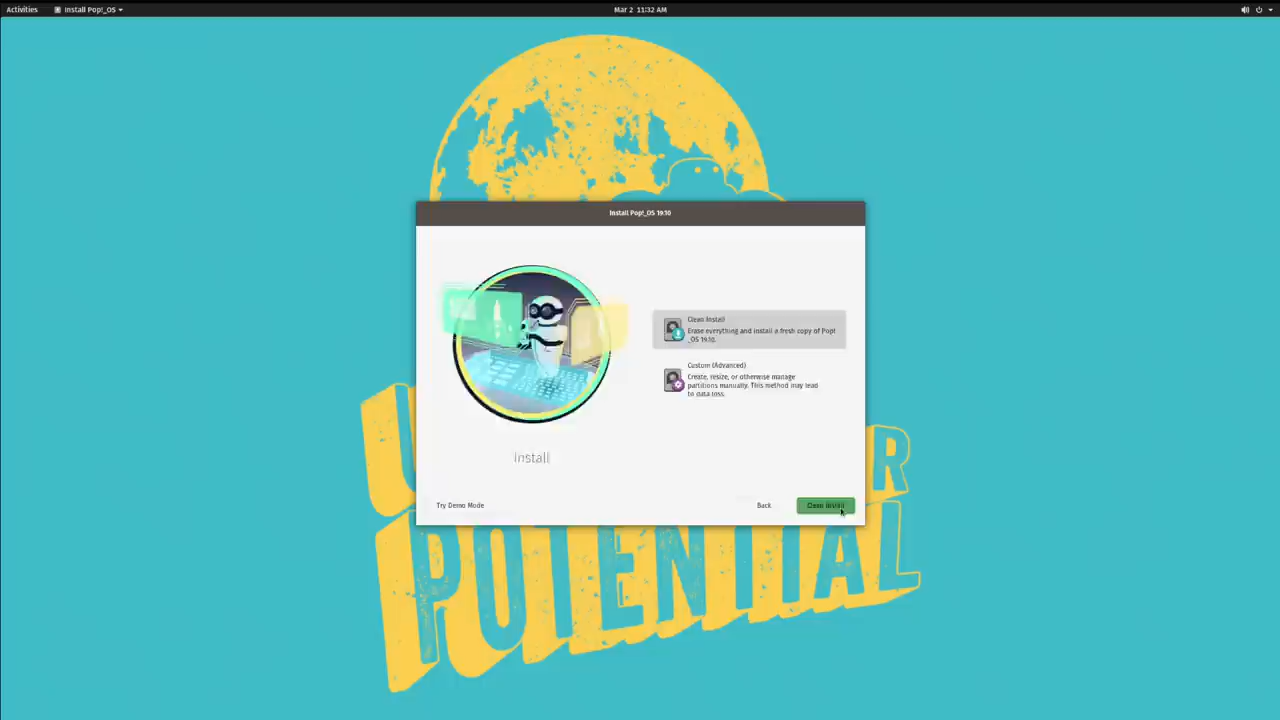 Activities
Install Pop!_OS
Mar 2 11:32 AM
Install Pop!_OS 19.10
Clean Install
Erase everything and install a fresh copy of Pop!
_OS 19.10.
Custom (Advanced)
Create, resize, or otherwise manage
partitions manually. This method may lead
to data loss.
Install
Try Demo Mode
Back
Clean Install
U
R
POTENTIAL